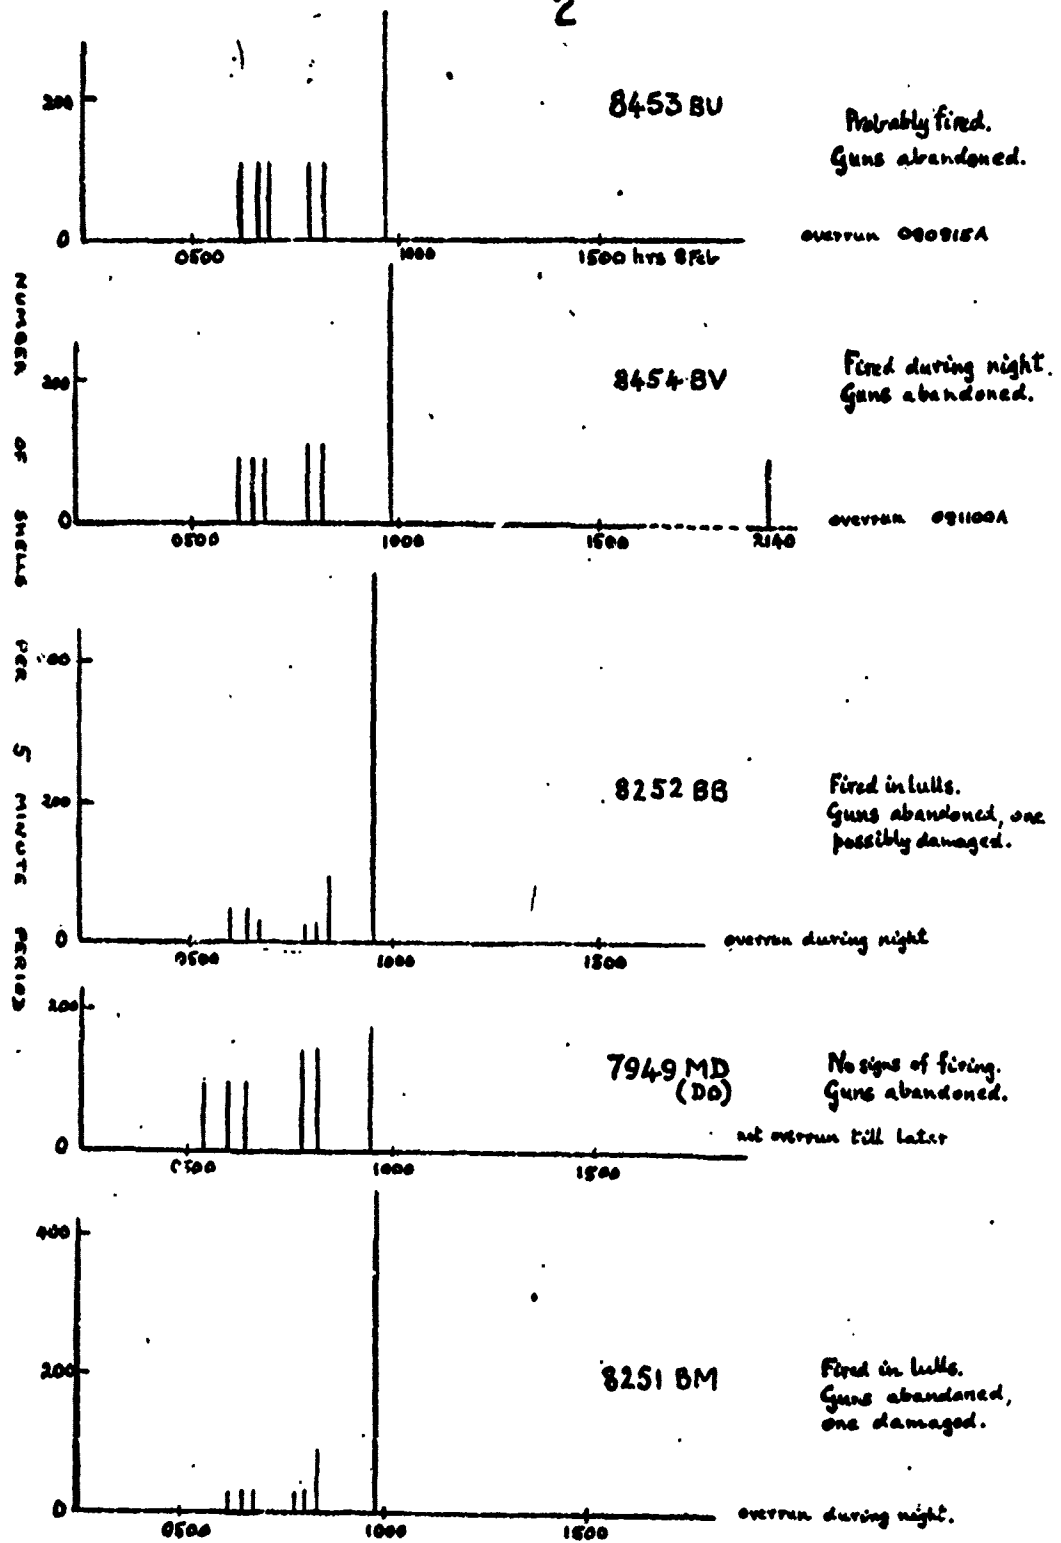 2
200
8453 BU
Probably fired.
Guns abandoned.
0
overrun 080815A
0500
1000
1500 hrs 8 Feb
NUMBER OF SHELLS PER 5 MINUTE PERIOD
200
8454 BV
Fired during night.
Guns abandoned.
0
overrun 081100A
0500
1000
1500
2140
200
8252 BB
Fired in lulls.
Guns abandoned, one
possibly damaged.
0
overrun during night
0500
1000
1500
200
7949 MD
(DD)
No signs of firing.
Guns abandoned.
0
not overrun till later
0500
1000
1500
400
200
8251 BM
Fired in lulls.
Guns abandoned,
one damaged.
0
overrun during night.
0500
1000
1500